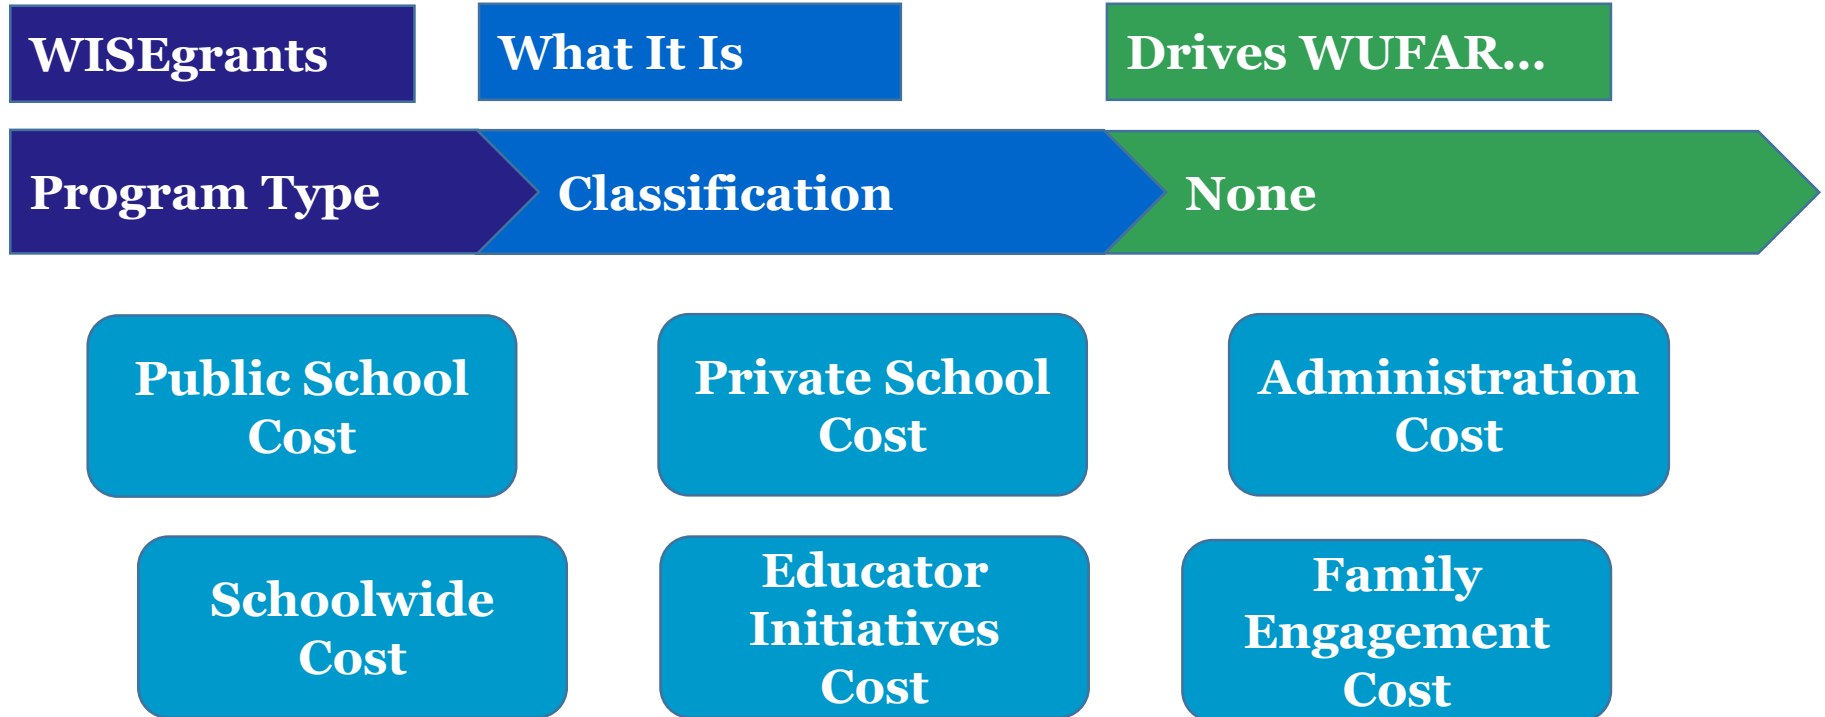 WISEgrants
What It Is
Drives WUFAR...
Program Type
Classification
None
Public School
Cost
Private School
Cost
Administration
Cost
Schoolwide
Cost
Educator
Initiatives
Cost
Family
Engagement
Cost